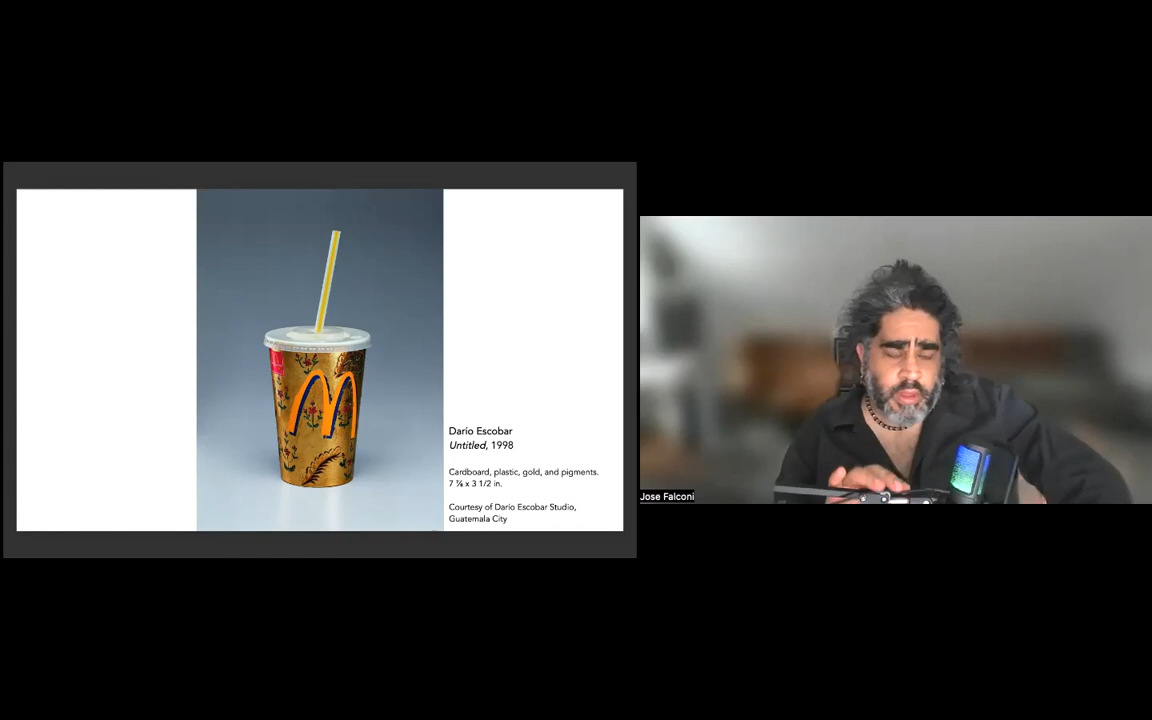 M
Darío Escobar
Untitled, 1998
Cardboard, plastic, gold, and pigments.
7 ⅞ x 3 1/2 in.
Courtesy of Darío Escobar Studio,
Guatemala City
Jose Falconi